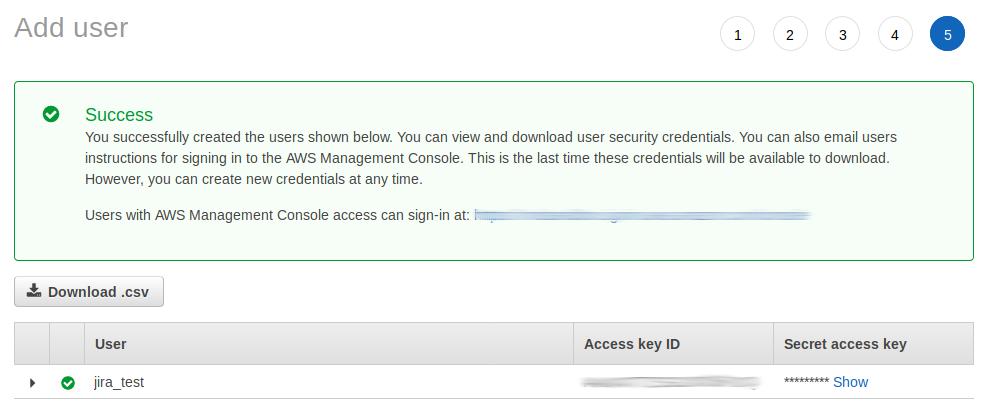 Add user
1 2 3 4 5
Success
You successfully created the users shown below. You can view and download user security credentials. You can also email users
instructions for signing in to the AWS Management Console. This is the last time these credentials will be available to download.
However, you can create new credentials at any time.
Users with AWS Management Console access can sign-in at:
Download .csv
User Access key ID Secret access key
jira_test ********* Show